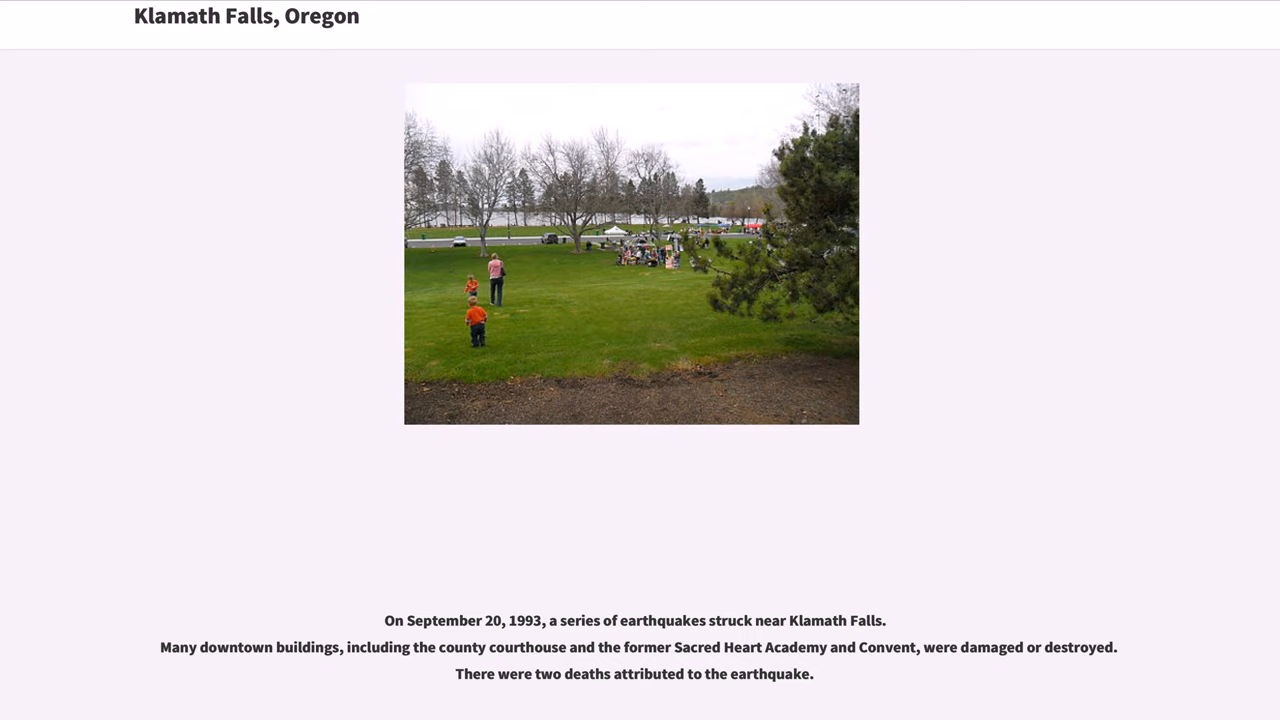 Klamath Falls, Oregon
On September 20, 1993, a series of earthquakes struck near Klamath Falls.
Many downtown buildings, including the county courthouse and the former Sacred Heart Academy and Convent, were damaged or destroyed.
There were two deaths attributed to the earthquake.